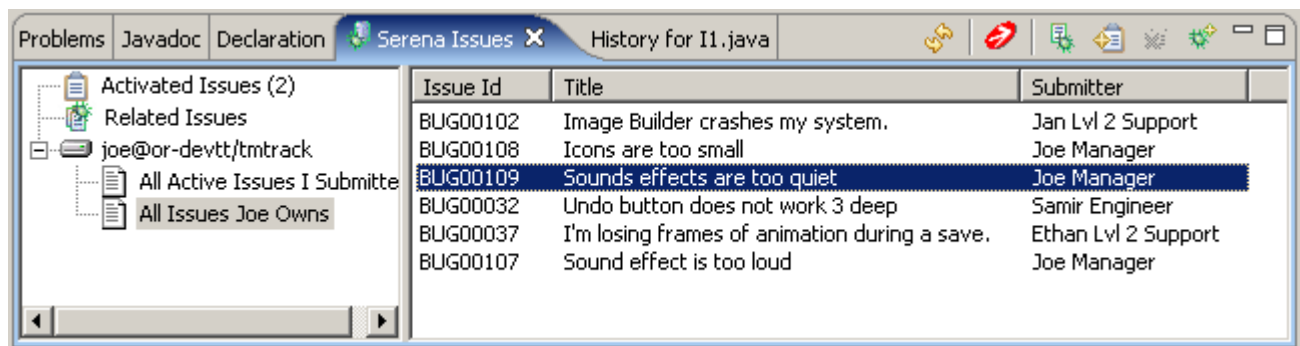 Problems Javadoc Declaration Serena Issues History for I1.java
Activated Issues (2)
Related Issues
joe@or-devtt/tmtrack
All Active Issues I Submitte
All Issues Joe Owns
Issue Id Title Submitter
BUG00102 Image Builder crashes my system. Jan Lvl 2 Support
BUG00108 Icons are too small Joe Manager
BUG00109 Sounds effects are too quiet Joe Manager
BUG00032 Undo button does not work 3 deep Samir Engineer
BUG00037 I'm losing frames of animation during a save. Ethan Lvl 2 Support
BUG00107 Sound effect is too loud Joe Manager